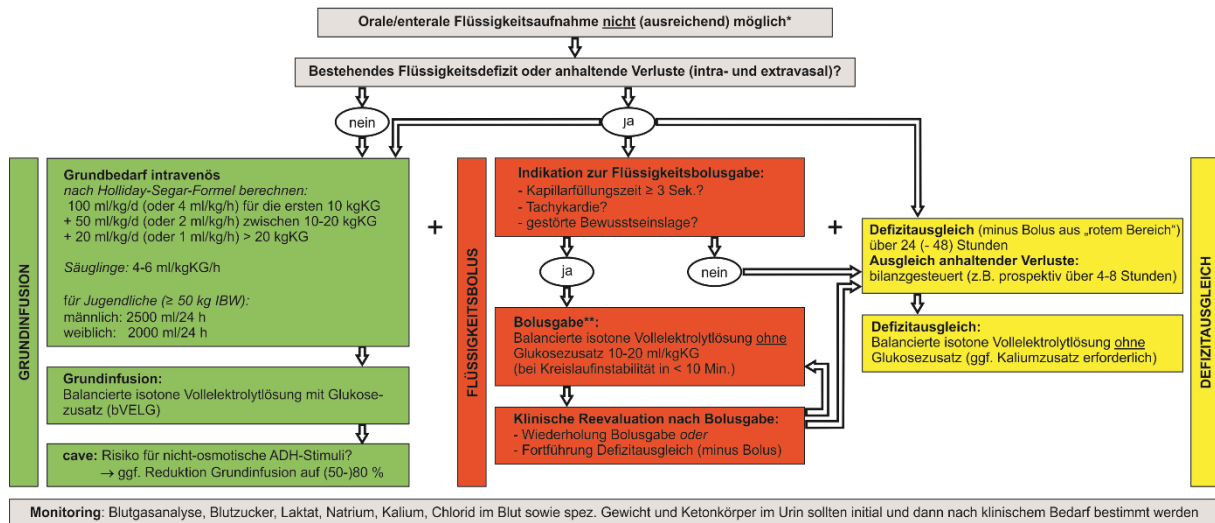 Orale/enterale Flüssigkeitsaufnahme nicht (ausreichend) möglich*
Bestehendes Flüssigkeitsdefizit oder anhaltende Verluste (intra- und extravasal)?
nein
ja
GRUNDINFUSION
Grundbedarf intravenös
nach Holliday-Segar-Formel berechnen:
100 ml/kg/d (oder 4 ml/kg/h) für die ersten 10 kgKG
+ 50 ml/kg/d (oder 2 ml/kg/h) zwischen 10-20 kgKG
+ 20 ml/kg/d (oder 1 ml/kg/h) > 20 kgKG
Säuglinge: 4-6 ml/kgKG/h
für Jugendliche (≥ 50 kg IBW):
männlich: 2500 ml/24 h
weiblich: 2000 ml/24 h
Grundinfusion:
Balancierte isotone Vollelektrolytlösung mit Glukose-
zusatz (bVELG)
cave: Risiko für nicht-osmotische ADH-Stimuli?
→ ggf. Reduktion Grundinfusion auf (50-)80 %
+
FLÜSSIGKEITSBOLUS
Indikation zur Flüssigkeitsbolusgabe:
- Kapillarfüllungszeit ≥ 3 Sek.?
- Tachykardie?
- gestörte Bewusstseinslage?
ja
nein
Bolusgabe**:
Balancierte isotone Vollelektrolytlösung ohne
Glukosezusatz 10-20 ml/kgKG
(bei Kreislaufinstabilität in < 10 Min.)
Klinische Reevaluation nach Bolusgabe:
- Wiederholung Bolusgabe oder
- Fortführung Defizitausgleich (minus Bolus)
+
Defizitausgleich (minus Bolus aus „rotem Bereich“)
über 24 (- 48) Stunden
Ausgleich anhaltender Verluste:
bilanzgesteuert (z.B. prospektiv über 4-8 Stunden)
Defizitausgleich:
Balancierte isotone Vollelektrolytlösung ohne
Glukosezusatz (ggf. Kaliumzusatz erforderlich)
DEFIZITAUSGLEICH
Monitoring: Blutgasanalyse, Blutzucker, Laktat, Natrium, Kalium, Chlorid im Blut sowie spez. Gewicht und Ketonkörper im Urin sollten initial und dann nach klinischem Bedarf bestimmt werden